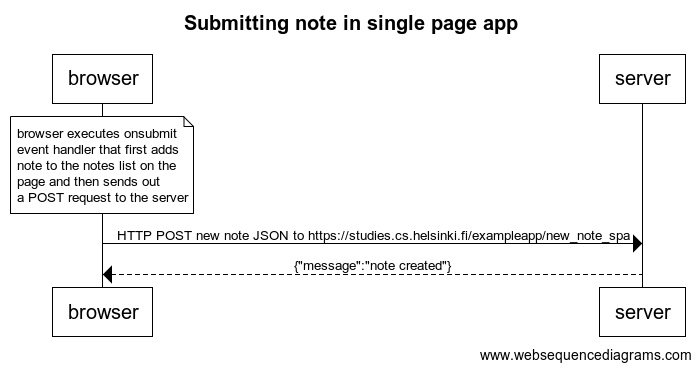 Submitting note in single page app
browser
server
browser executes onsubmit
event handler that first adds
note to the notes list on the
page and then sends out
a POST request to the server
HTTP POST new note JSON to https://studies.cs.helsinki.fi/exampleapp/new_note_spa
{"message":"note created"}
browser
server
www.websequencediagrams.com